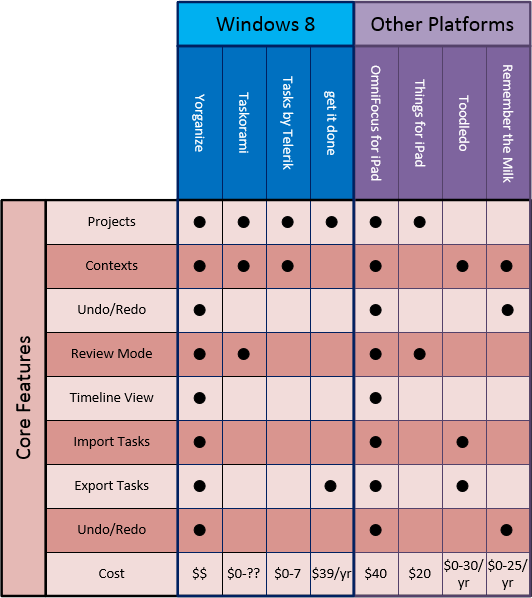 Windows 8
Other Platforms
Yorganize
Taskorami
Tasks by Telerik
get it done
OmniFocus for iPad
Things for iPad
Toodledo
Remember the Milk
Core Features
Projects
Contexts
Undo/Redo
Review Mode
Timeline View
Import Tasks
Export Tasks
Undo/Redo
Cost
$$
$0-??
$0-7
$39/yr
$40
$20
$0-30/
yr
$0-25/
yr